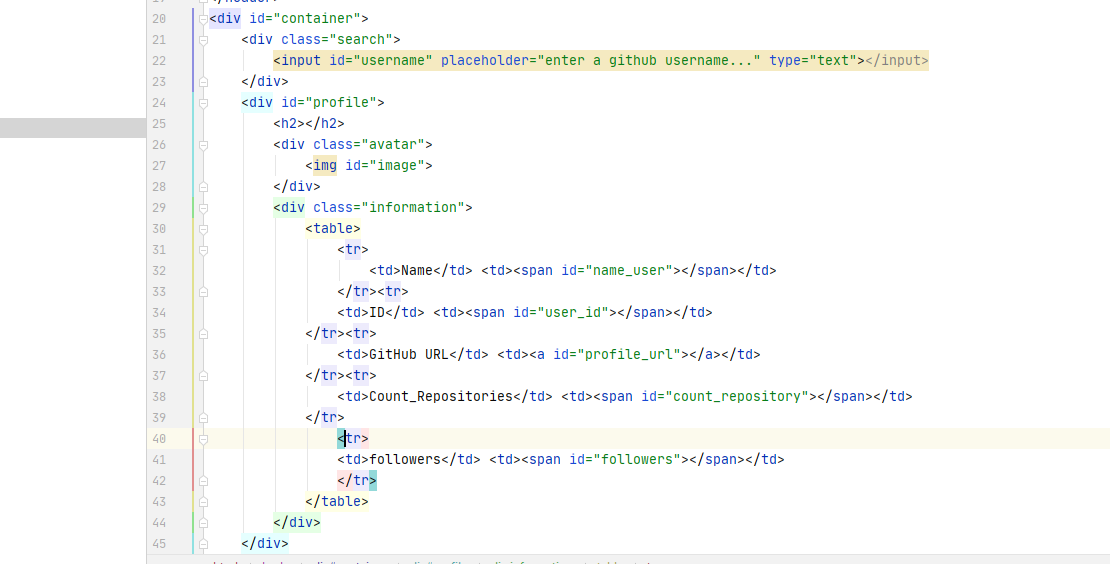 20 <div id="container">
21 <div class="search">
22 <input id="username" placeholder="enter a github username..." type="text"></input>
23 </div>
24 <div id="profile">
25 <h2></h2>
26 <div class="avatar">
27 <img id="image">
28 </div>
29 <div class="information">
30 <table>
31 <tr>
32 <td>Name</td> <td><span id="name_user"></span></td>
33 </tr><tr>
34 <td>ID</td> <td><span id="user_id"></span></td>
35 </tr><tr>
36 <td>GitHub URL</td> <td><a id="profile_url"></a></td>
37 </tr><tr>
38 <td>Count_Repositories</td> <td><span id="count_repository"></span></td>
39 </tr>
40 <tr>
41 <td>followers</td> <td><span id="followers"></span></td>
42 </tr>
43 </table>
44 </div>
45 </div>